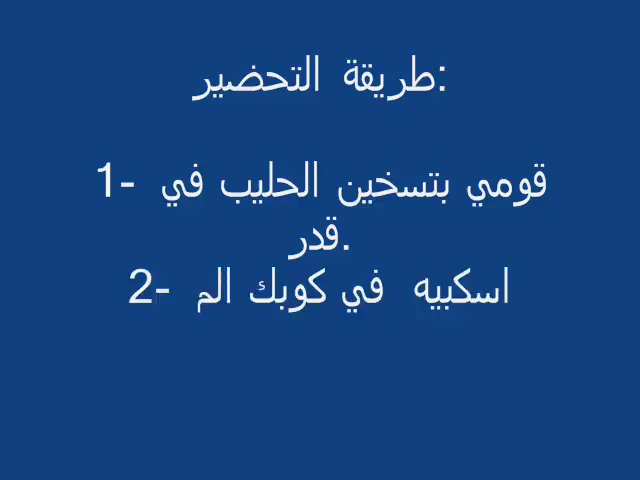 طريقة التحضير:
1- قومي بتسخين الحليب في
قدر.
2- اسكبيه في كوبك الم